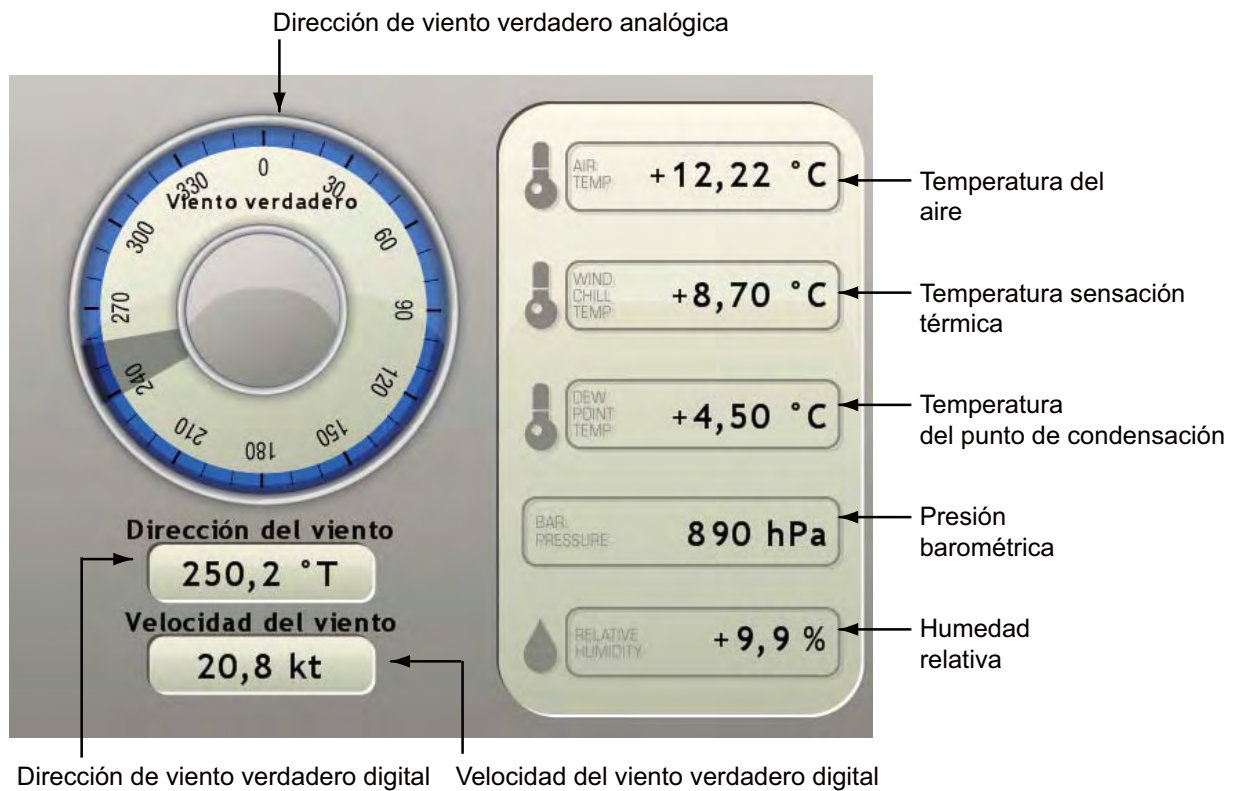 Dirección de viento verdadero analógica
0
30
60
90
120
150
180
210
240
270
300
330
Viento verdadero
Dirección del viento
250,2 °T
Velocidad del viento
20,8 kt
AIR
TEMP
+12,22 °C
Temperatura del
aire
WIND
CHILL
TEMP
+8,70 °C
Temperatura sensación
térmica
DEW
POINT
TEMP
+4,50 °C
Temperatura
del punto de condensación
BAR.
PRESSURE
890 hPa
Presión
barométrica
RELATIVE
HUMIDITY
+9,9 %
Humedad
relativa
Dirección de viento verdadero digital
Velocidad del viento verdadero digital